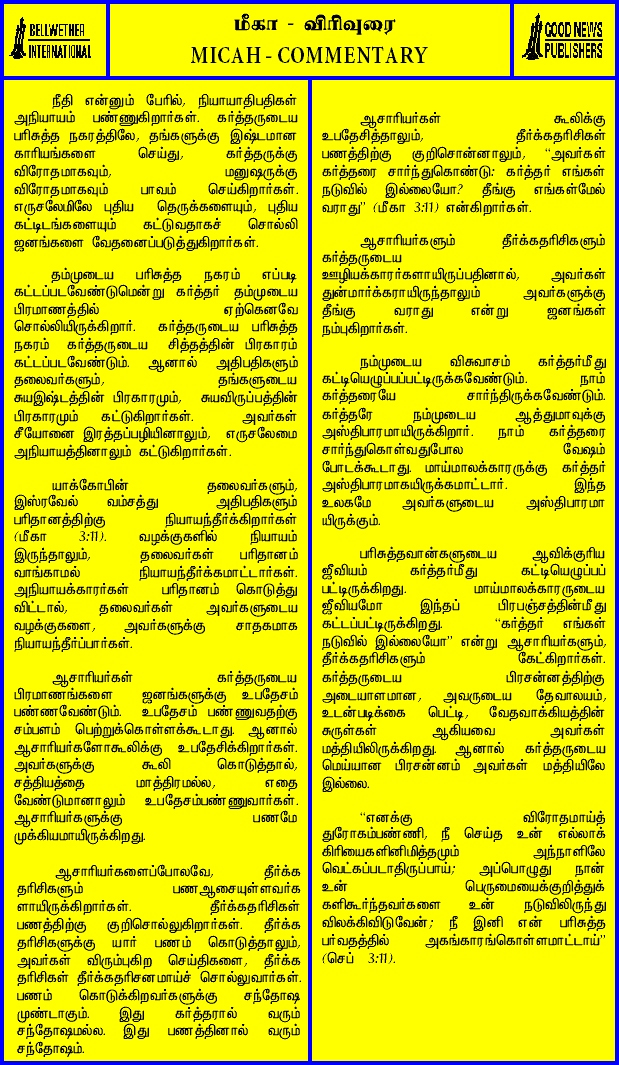 BELLWETHER
INTERNATIONAL
மீகா - விரிவுரை
MICAH - COMMENTARY
GOOD NEWS
PUBLISHERS
நீதி என்னும் பேரில், நியாயாதிபதிகள்
அநியாயம் பண்ணுகிறார்கள். கர்த்தருடைய
பரிசுத்த நகரத்திலே, தங்களுக்கு இஷ்டமான
காரியங்களை செய்து, கர்த்தருக்கு
விரோதமாகவும், மனுஷருக்கு
விரோதமாகவும் பாவம் செய்கிறார்கள்.
எருசலேமிலே புதிய தெருக்களையும், புதிய
கட்டிடங்களையும் கட்டுவதாகச் சொல்லி
ஜனங்களை வேதனைப்படுத்துகிறார்கள்.
தம்முடைய பரிசுத்த நகரம் எப்படி
கட்டப்படவேண்டுமென்று கர்த்தர் தம்முடைய
பிரமாணத்தில் ஏற்கெனவே
சொல்லியிருக்கிறார். கர்த்தருடைய பரிசுத்த
நகரம் கர்த்தருடைய சித்தத்தின் பிரகாரம்
கட்டப்படவேண்டும். ஆனால் அதிபதிகளும்
தலைவர்களும், தங்களுடைய
சுயஇஷ்டத்தின் பிரகாரமும், சுயவிருப்பத்தின்
பிரகாரமும் கட்டுகிறார்கள். அவர்கள்
சீயோனை இரத்தப்பழியினாலும், எருசலேமை
அநியாயத்தினாலும் கட்டுகிறார்கள்.
யாக்கோபின் தலைவர்களும்,
இஸ்ரவேல் வம்சத்து அதிபதிகளும்
பரிதானத்திற்கு நியாயந்தீர்க்கிறார்கள்
(மீகா 3:11). வழக்குகளில் நியாயம்
இருந்தாலும், தலைவர்கள் பரிதானம்
வாங்காமல் நியாயந்தீர்க்கமாட்டார்கள்.
அநியாயக்காரர்கள் பரிதானம் கொடுத்து
விட்டால், தலைவர்கள் அவர்களுடைய
வழக்குகளை, அவர்களுக்கு சாதகமாக
நியாயந்தீர்ப்பார்கள்.
ஆசாரியர்கள் கர்த்தருடைய
பிரமாணங்களை ஜனங்களுக்கு உபதேசம்
பண்ணவேண்டும். உபதேசம் பண்ணுவதற்கு
சம்பளம் பெற்றுக்கொள்ளக்கூடாது. ஆனால்
ஆசாரியர்களோகூலிக்கு உபதேசிக்கிறார்கள்.
அவர்களுக்கு கூலி கொடுத்தால்,
சத்தியத்தை மாத்திரமல்ல, எதை
வேண்டுமானாலும் உபதேசம்பண்ணுவார்கள்.
ஆசாரியர்களுக்கு பணமே
முக்கியமாயிருக்கிறது.
ஆசாரியர்களைப்போலவே, தீர்க்க
தரிசிகளும் பணஆசையுள்ளவர்க
ளாயிருக்கிறார்கள். தீர்க்கதரிசிகள்
பணத்திற்கு குறிசொல்லுகிறார்கள். தீர்க்க
தரிசிகளுக்கு யார் பணம் கொடுத்தாலும்,
அவர்கள் விரும்புகிற செய்திகளை, தீர்க்க
தரிசிகள் தீர்க்கதரிசனமாய்ச் சொல்லுவார்கள்.
பணம் கொடுக்கிறவர்களுக்கு சந்தோஷ
முண்டாகும். இது கர்த்தரால் வரும்
சந்தோஷமல்ல. இது பணத்தினால் வரும்
சந்தோஷம்.
ஆசாரியர்கள் கூலிக்கு
உபதேசித்தாலும், தீர்க்கதரிசிகள்
பணத்திற்கு குறிசொன்னாலும், “அவர்கள்
கர்த்தரை சார்ந்துகொண்டு: கர்த்தர் எங்கள்
நடுவில் இல்லையோ? தீங்கு எங்கள்மேல்
வராது” (மீகா 3:11) என்கிறார்கள்.
ஆசாரியர்களும் தீர்க்கதரிசிகளும்
கர்த்தருடைய
ஊழியக்காரர்களாயிருப்பதினால், அவர்கள்
துன்மார்க்கராயிருந்தாலும் அவர்களுக்கு
தீங்கு வராது என்று ஜனங்கள்
நம்புகிறார்கள்.
நம்முடைய விசுவாசம் கர்த்தர்மீது
கட்டியெழுப்பப்பட்டிருக்கவேண்டும். நாம்
கர்த்தரையே சார்ந்திருக்கவேண்டும்.
கர்த்தரே நம்முடைய ஆத்துமாவுக்கு
அஸ்திபாரமாயிருக்கிறார். நாம் கர்த்தரை
சார்ந்துகொள்வதுபோல வேஷம்
போடக்கூடாது. மாய்மாலக்காரருக்கு கர்த்தர்
அஸ்திபாரமாகயிருக்கமாட்டார். இந்த
உலகமே அவர்களுடைய அஸ்திபாரமா
யிருக்கும்.
பரிசுத்தவான்களுடைய ஆவிக்குரிய
ஜீவியம் கர்த்தர்மீது கட்டியெழுப்பப்
பட்டிருக்கிறது. மாய்மாலக்காரருடைய
ஜீவியமோ இந்தப் பிரபஞ்சத்தின்மீது
கட்டப்பட்டிருக்கிறது. “கர்த்தர் எங்கள்
நடுவில் இல்லையோ” என்று ஆசாரியர்களும்,
தீர்க்கதரிசிகளும் கேட்கிறார்கள்.
கர்த்தருடைய பிரசன்னத்திற்கு
அடையாளமான, அவருடைய தேவாலயம்,
உடன்படிக்கை பெட்டி, வேதவாக்கியத்தின்
சுருள்கள் ஆகியவை அவர்கள்
மத்தியிலிருக்கிறது. ஆனால் கர்த்தருடைய
மெய்யான பிரசன்னம் அவர்கள் மத்தியிலே
இல்லை.
“எனக்கு விரோதமாய்த்
துரோகம்பண்ணி, நீ செய்த உன் எல்லாக்
கிரியைகளினிமித்தமும் அந்நாளிலே
வெட்கப்படாதிருப்பாய்; அப்பொழுது நான்
உன் பெருமையைக்குறித்துக்
களிகூர்ந்தவர்களை உன் நடுவிலிருந்து
விலக்கிவிடுவேன்; நீ இனி என் பரிசுத்த
பர்வதத்தில் அகங்காரங்கொள்ளமாட்டாய்”
(செப் 3:11).